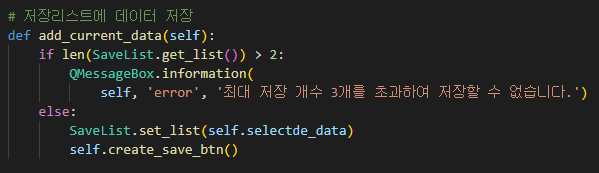 # 저장리스트에 데이터 저장
def add_current_data(self):
    if len(SaveList.get_list()) > 2:
        QMessageBox.information(
            self, 'error', '최대 저장 개수 3개를 초과하여 저장할 수 없습니다.')
    else:
        SaveList.set_list(self.selectde_data)
        self.create_save_btn()